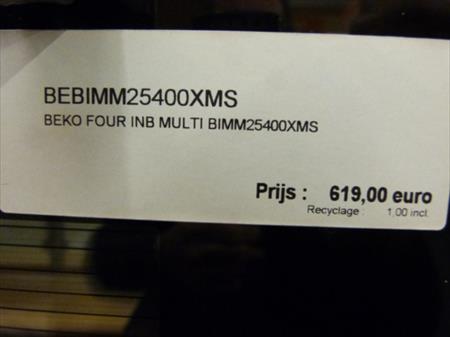 BEBIMM25400XMS
BEKO FOUR INB MULTI BIMM25400XMS
Prijs : 619,00 euro
Recyclage : 1,00 incl.